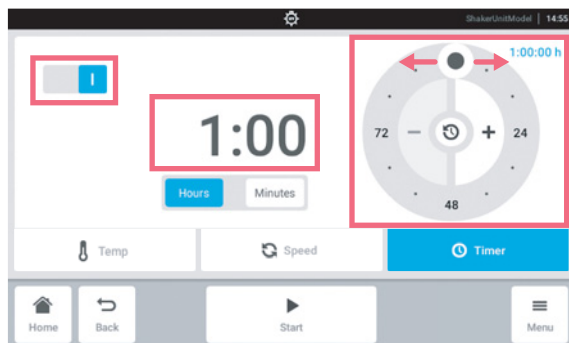 ShakerUnitModel | 14:55
I
1:00:00 h
1:00
72
24
48
Hours
Minutes
Temp
Speed
Timer
Home
Back
Start
Menu